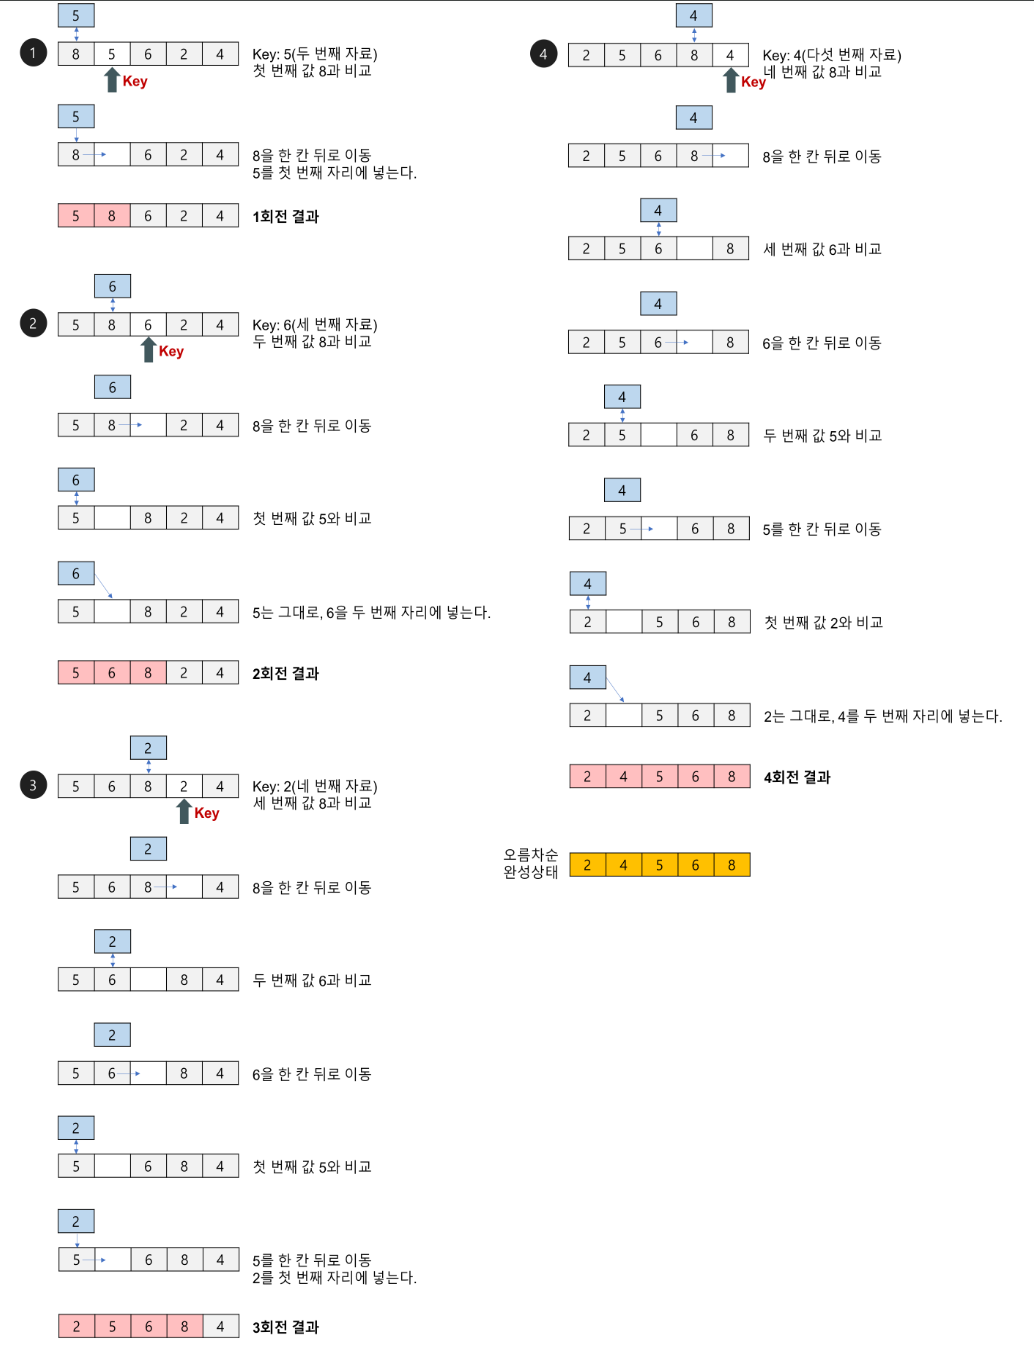 5
1
8 5 6 2 4
Key: 5(두 번째 자료)
첫 번째 값 8과 비교
Key
5
8 6 2 4
8을 한 칸 뒤로 이동
5를 첫 번째 자리에 넣는다.
5 8 6 2 4
1회전 결과
6
2
5 8 6 2 4
Key: 6(세 번째 자료)
두 번째 값 8과 비교
Key
6
5 8 2 4
8을 한 칸 뒤로 이동
6
5 8 2 4
첫 번째 값 5와 비교
6
5 8 2 4
5는 그대로, 6을 두 번째 자리에 넣는다.
5 6 8 2 4
2회전 결과
2
3
5 6 8 2 4
Key: 2(네 번째 자료)
세 번째 값 8과 비교
Key
2
5 6 8 4
8을 한 칸 뒤로 이동
2
5 6 8 4
두 번째 값 6과 비교
2
5 6 8 4
6을 한 칸 뒤로 이동
2
5 6 8 4
첫 번째 값 5와 비교
2
5 6 8 4
5를 한 칸 뒤로 이동
2를 첫 번째 자리에 넣는다.
2 5 6 8 4
3회전 결과
4
4
2 5 6 8 4
Key: 4(다섯 번째 자료)
네 번째 값 8과 비교
Key
4
2 5 6 8
8을 한 칸 뒤로 이동
4
2 5 6 8
세 번째 값 6과 비교
4
2 5 6 8
6을 한 칸 뒤로 이동
4
2 5 6 8
두 번째 값 5와 비교
4
2 5 6 8
5를 한 칸 뒤로 이동
4
2 5 6 8
첫 번째 값 2와 비교
4
2 5 6 8
2는 그대로, 4를 두 번째 자리에 넣는다.
2 4 5 6 8
4회전 결과
오름차순
완성상태
2 4 5 6 8